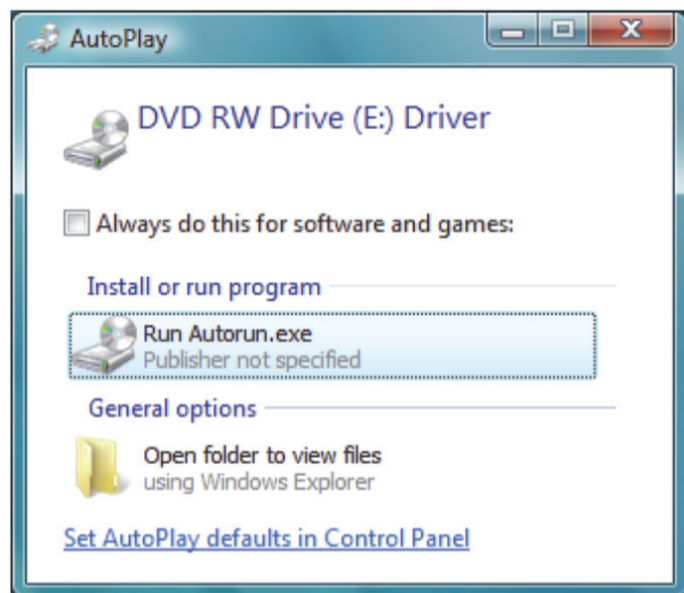 AutoPlay
DVD RW Drive (E:) Driver
Always do this for software and games:
Install or run program
Run Autorun.exe
Publisher not specified
General options
Open folder to view files
using Windows Explorer
Set AutoPlay defaults in Control Panel